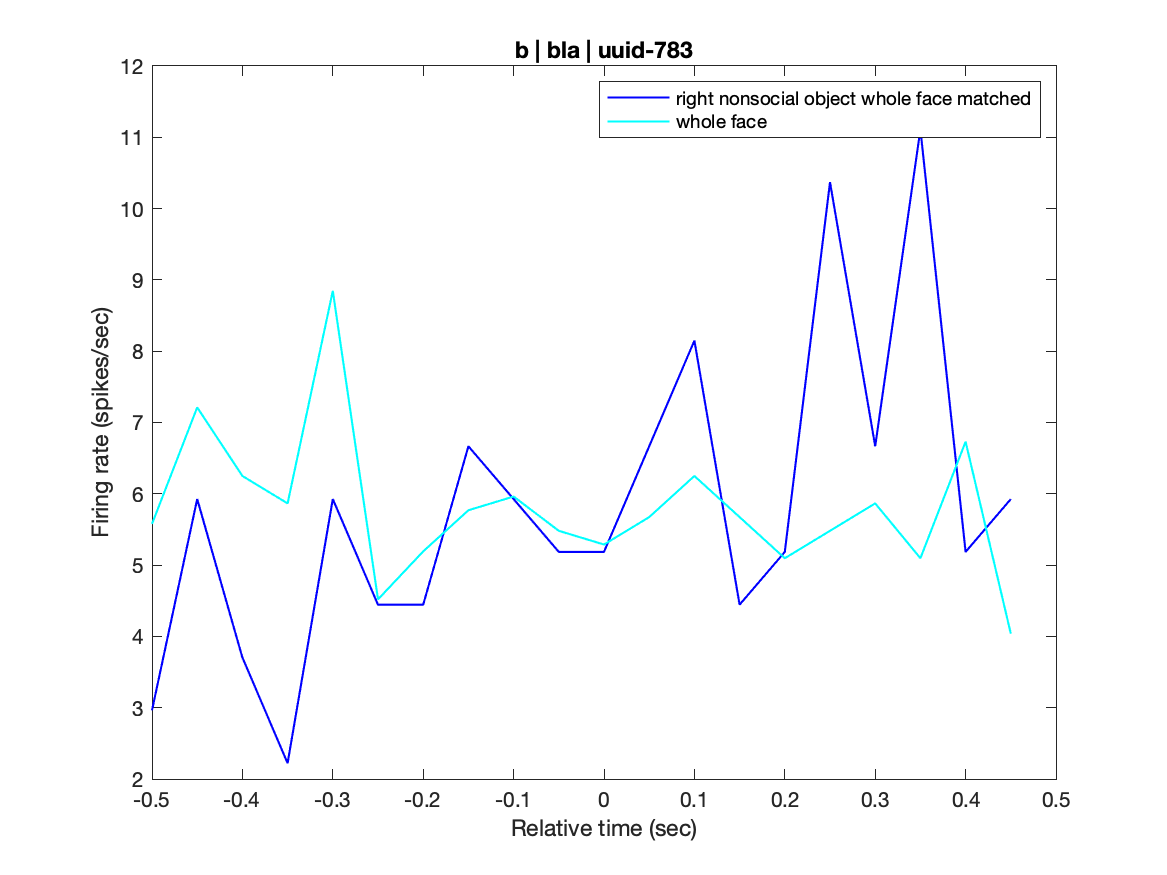 b | bla | uuid-783
right nonsocial object whole face matched
whole face
12
11
10
9
8
7
6
5
4
3
2
Firing rate (spikes/sec)
-0.5 -0.4 -0.3 -0.2 -0.1 0 0.1 0.2 0.3 0.4 0.5
Relative time (sec)